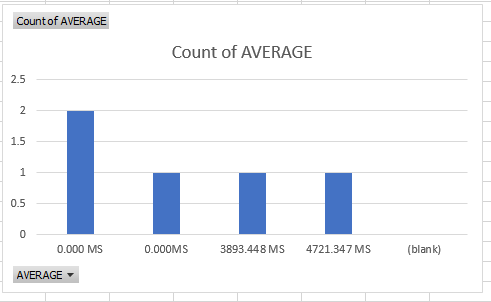 Count of AVERAGE
Count of AVERAGE
2.5
2
1.5
1
0.5
0
0.000 MS 0.000MS 3893.448 MS 4721.347 MS (blank)
AVERAGE